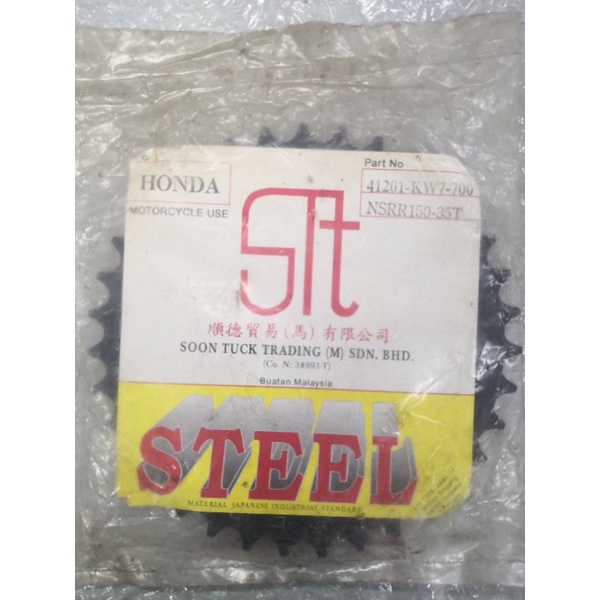 Part No
HONDA
41201-KW7-700
MOTORCYCLE USE
NSRR150-35T
STt
順德貿易(馬)有限公司
SOON TUCK TRADING (M) SDN. BHD.
(Co. N: 38993 T)
Buatan Malaysia
STEEL
MATERIAL JAPANESE INDUSTRIAL STANDARD